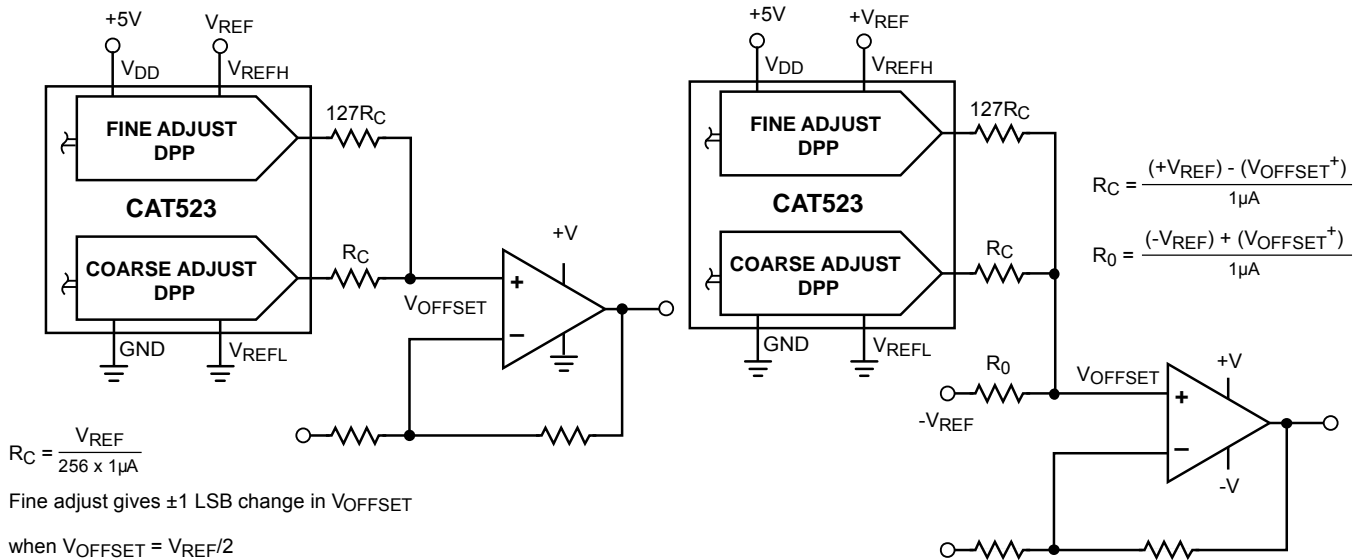 +5V
VREF
VDD
VREFH
FINE ADJUST
DPP
127RC
CAT523
COARSE ADJUST
DPP
RC
+V
+
VOFFSET
−
GND
VREFL
RC = VREF / 256 x 1µA
Fine adjust gives ±1 LSB change in VOFFSET
when VOFFSET = VREF/2
+5V
+VREF
VDD
VREFH
FINE ADJUST
DPP
127RC
CAT523
COARSE ADJUST
DPP
RC
GND
VREFL
RC = (+VREF) - (VOFFSET+) / 1µA
R0 = (-VREF) + (VOFFSET+) / 1µA
R0
-VREF
VOFFSET
+V
+
−
-V